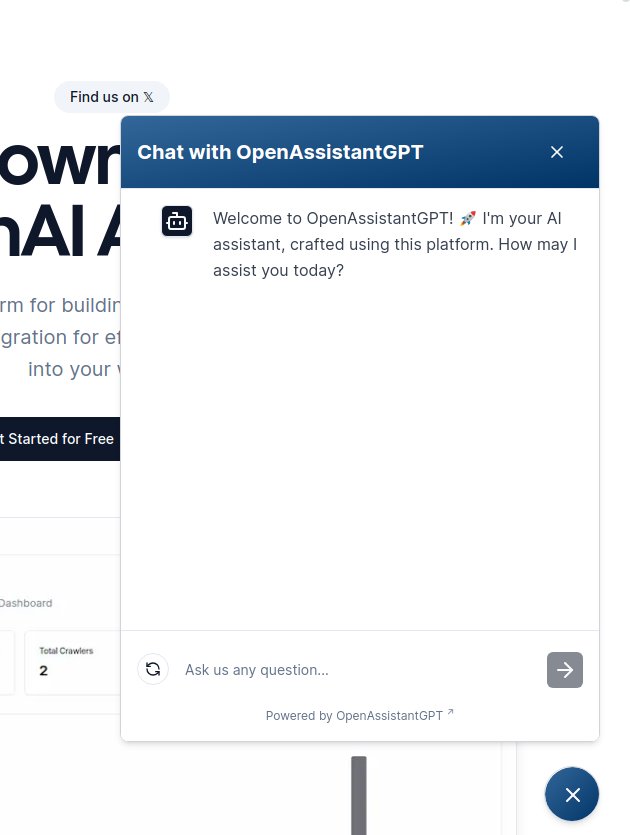 Find us on 𝕏
Chat with OpenAssistantGPT
Welcome to OpenAssistantGPT! 🚀 I'm your AI
assistant, crafted using this platform. How may I
assist you today?
own
nAI A
rm for buildin
gration for ef
into your w
t Started for Free
Dashboard
Total Crawlers
2
Ask us any question...
Powered by OpenAssistantGPT ↗